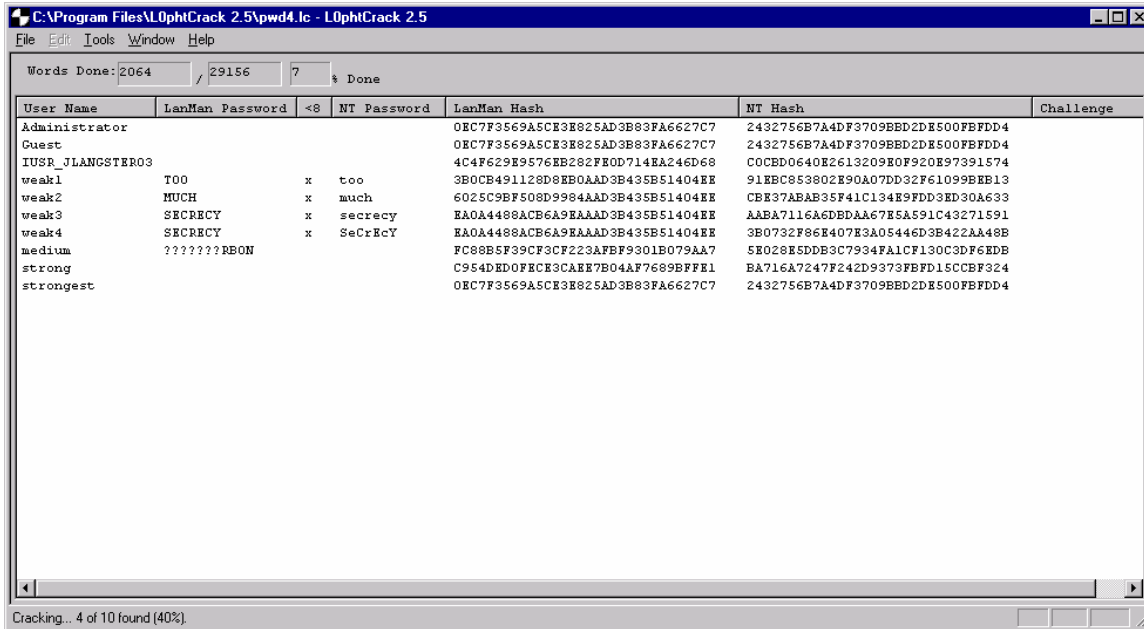 C:\Program Files\L0phtCrack 2.5\pwd4.lc - L0phtCrack 2.5
File Edit Tools Window Help
Words Done: 2064 / 29156 7 % Done
User Name LanMan Password <8 NT Password LanMan Hash NT Hash Challenge
Administrator 0EC7F3569A5CE3E825AD3B83FA6627C7 2432756B7A4DF3709BBD2DE500FBFDD4
Guest 0EC7F3569A5CE3E825AD3B83FA6627C7 2432756B7A4DF3709BBD2DE500FBFDD4
IUSR_JLANGSTER03 4C4F629E9576EB282FE0D714EA246D68 C0CBD0640E2613209E0F920E97391574
weak1 TOO x too 3B0CB491128D8EB0AAD3B435B51404EE 91EBC853802E90A07DD32F61099BEB13
weak2 MUCH x much 6025C9BF508D9984AAD3B435B51404EE CBE37ABAB35F41C134E9FDD3ED30A633
weak3 SECRECY x secrecy EA0A4488ACB6A9EAAAD3B435B51404EE AABA7116A6DBDAA67E5A591C43271591
weak4 SECRECY x SeCrEcY EA0A4488ACB6A9EAAAD3B435B51404EE 3B0732F86E407E3A05446D3B422AA48B
medium ???????RBON FC88B5F39CF3CF223AFBF9301B079AA7 5E028E5DDB3C7934FA1CF130C3DF6EDB
strong C954DED0FECE3CAEE7B04AF7689BFFE1 BA716A7247F242D9373FBFD15CCBF324
strongest 0EC7F3569A5CE3E825AD3B83FA6627C7 2432756B7A4DF3709BBD2DE500FBFDD4
Cracking... 4 of 10 found (40%).